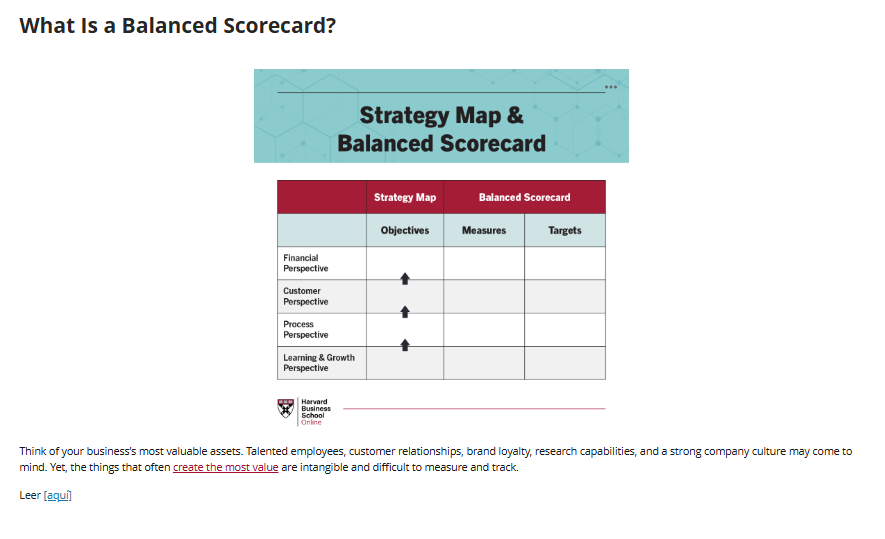 What Is a Balanced Scorecard?
Strategy Map &
Balanced Scorecard
Strategy Map
Balanced Scorecard
Objectives
Measures
Targets
Financial
Perspective
Customer
Perspective
Process
Perspective
Learning & Growth
Perspective
Harvard
Business
School
Online
Think of your business's most valuable assets. Talented employees, customer relationships, brand loyalty, research capabilities, and a strong company culture may come to
mind. Yet, the things that often create the most value are intangible and difficult to measure and track.
Leer [aquí]